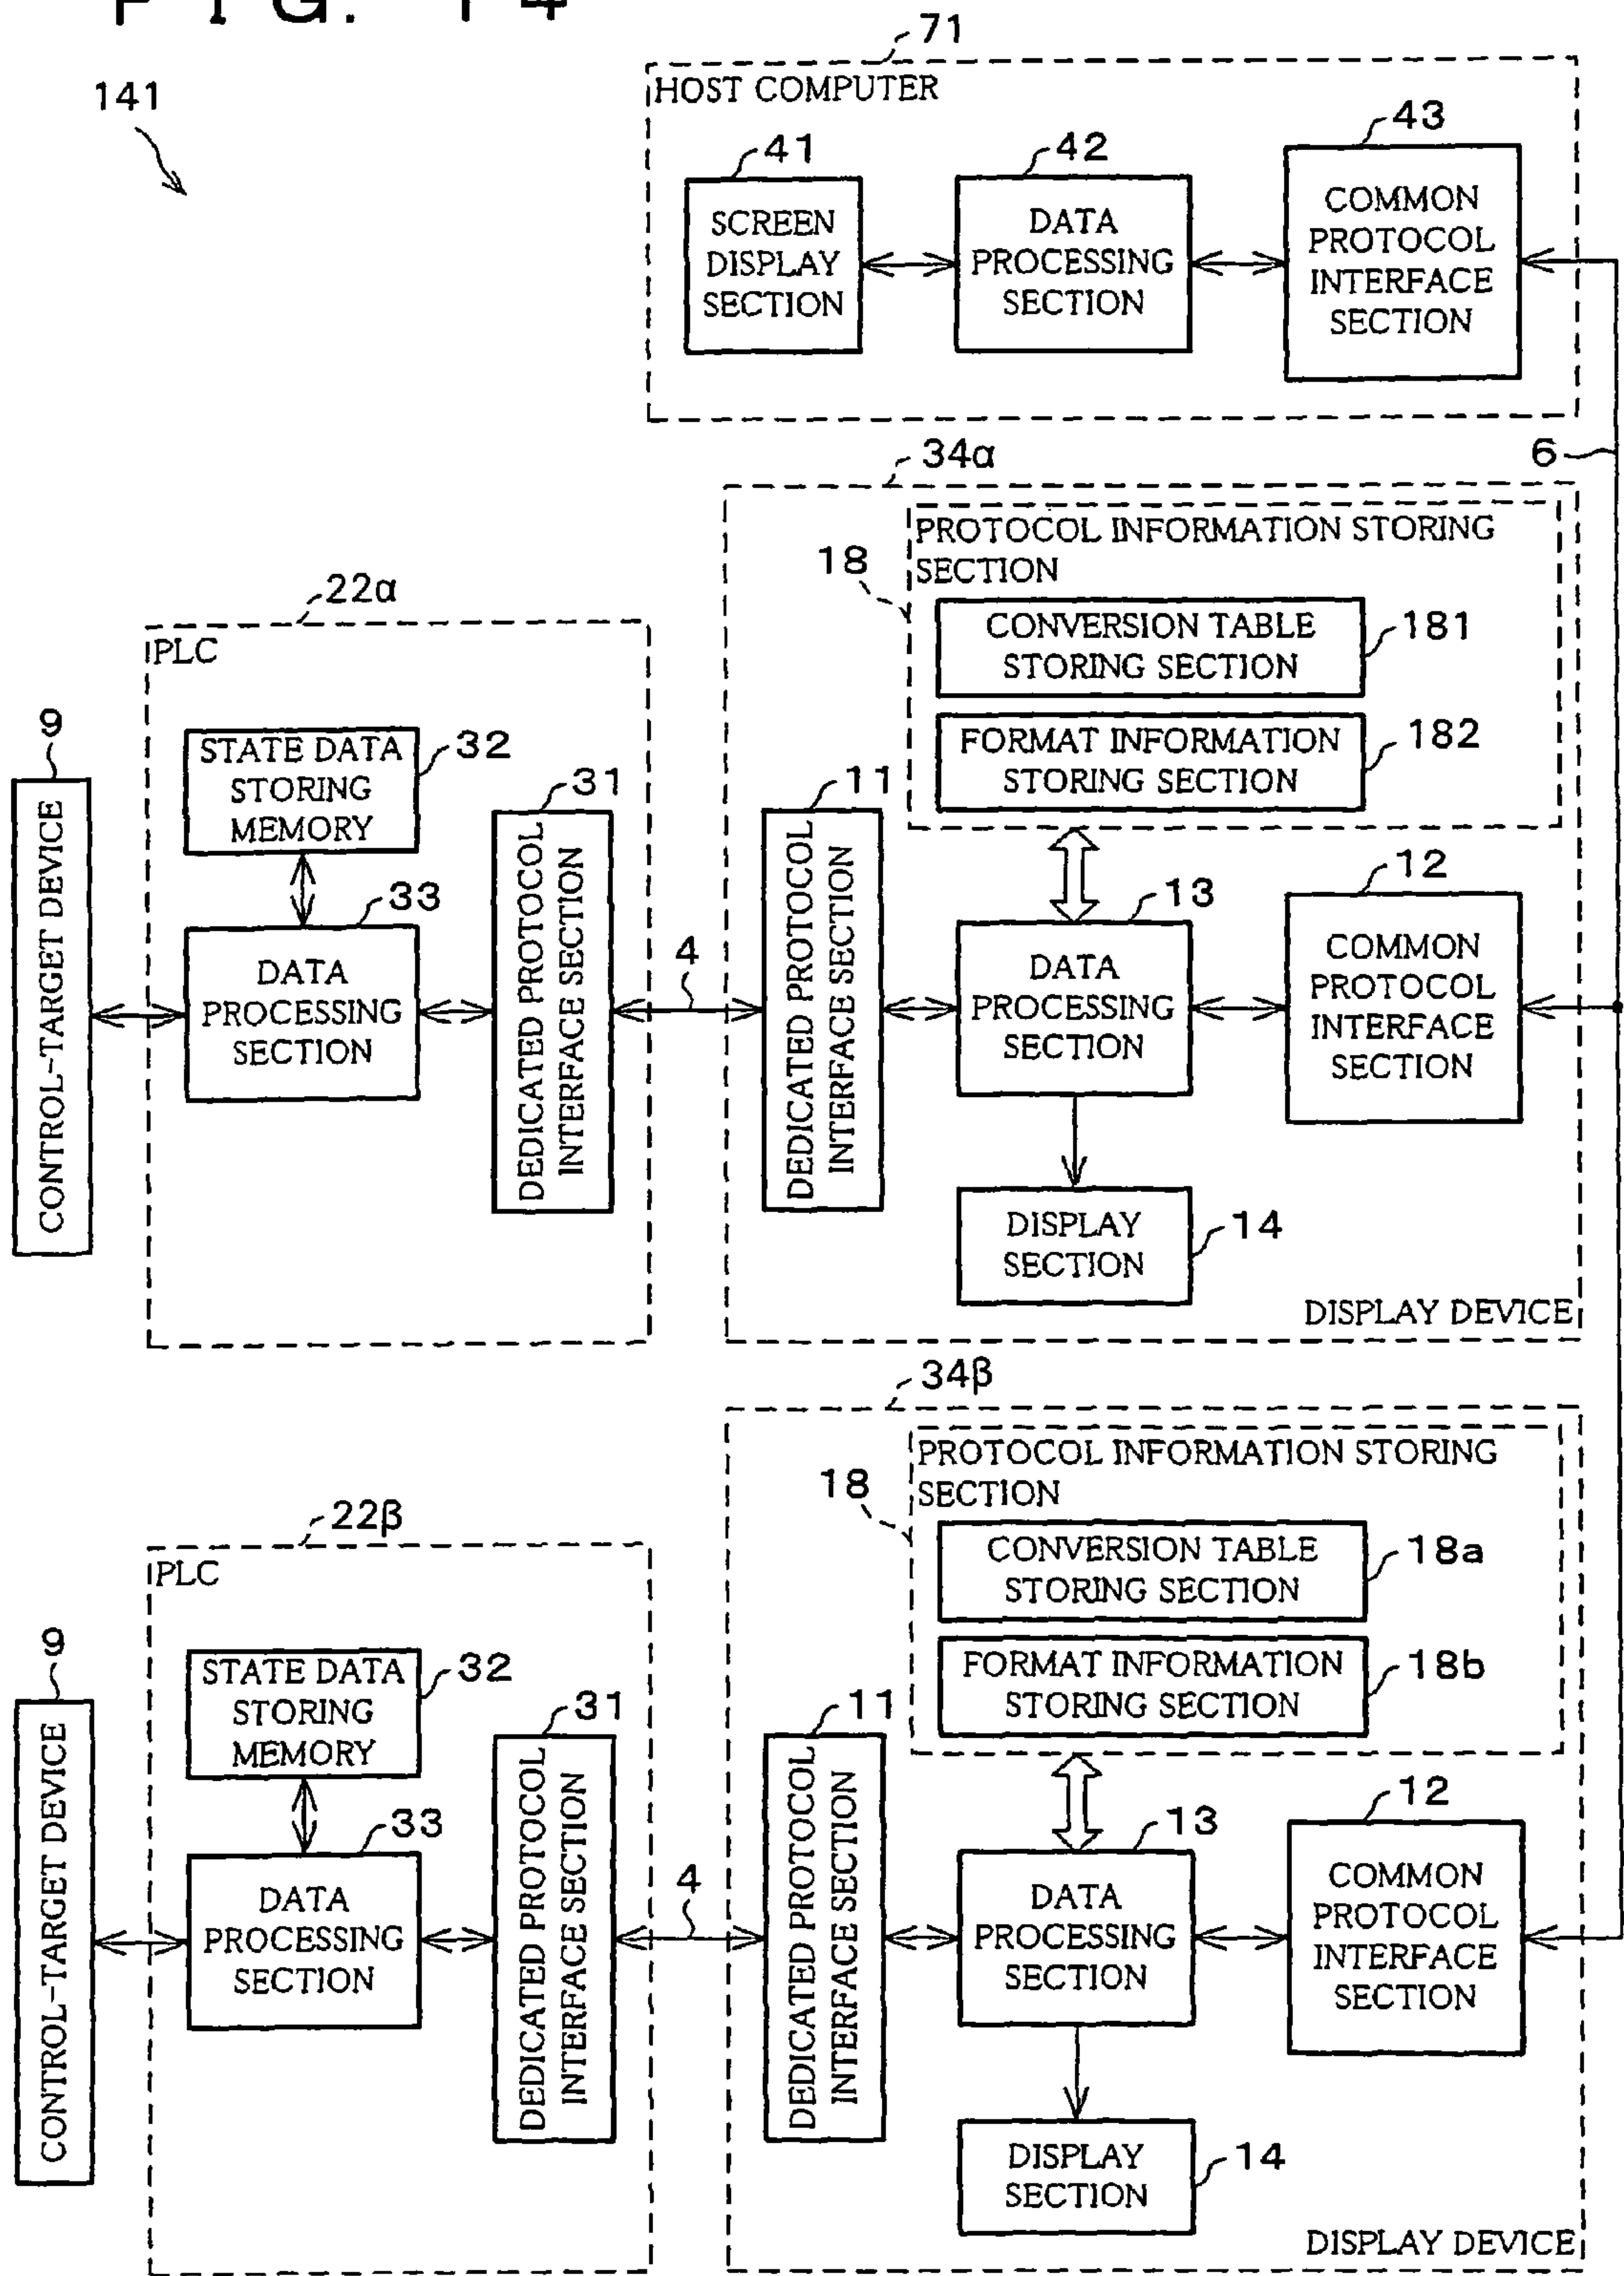 FIG. 14
141
71
HOST COMPUTER
41
SCREEN
DISPLAY
SECTION
42
DATA
PROCESSING
SECTION
43
COMMON
PROTOCOL
INTERFACE
SECTION
6
34α
18
PROTOCOL INFORMATION STORING
SECTION
CONVERSION TABLE
STORING SECTION
181
FORMAT INFORMATION
STORING SECTION
182
22α
PLC
9
CONTROL-TARGET DEVICE
STATE DATA
STORING
MEMORY
32
33
DATA
PROCESSING
SECTION
31
DEDICATED PROTOCOL
INTERFACE SECTION
4
11
DEDICATED PROTOCOL
INTERFACE SECTION
13
DATA
PROCESSING
SECTION
12
COMMON
PROTOCOL
INTERFACE
SECTION
DISPLAY
SECTION
14
DISPLAY DEVICE
34β
18
PROTOCOL INFORMATION STORING
SECTION
CONVERSION TABLE
STORING SECTION
18a
FORMAT INFORMATION
STORING SECTION
18b
22β
PLC
9
CONTROL-TARGET DEVICE
STATE DATA
STORING
MEMORY
32
33
DATA
PROCESSING
SECTION
31
DEDICATED PROTOCOL
INTERFACE SECTION
4
11
DEDICATED PROTOCOL
INTERFACE SECTION
13
DATA
PROCESSING
SECTION
12
COMMON
PROTOCOL
INTERFACE
SECTION
DISPLAY
SECTION
14
DISPLAY DEVICE